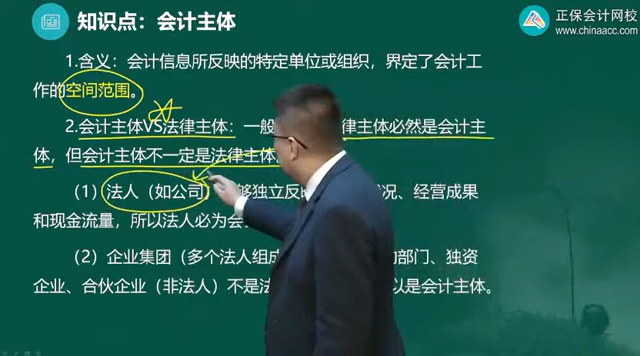 知识点：会计主体
正保会计网校
www.chinaacc.com
1.含义：会计信息所反映的特定单位或组织，界定了会计工
作的空间范围。
2.会计主体VS法律主体：一般 律主体必然是会计主
体，但会计主体不一定是法律主体
（1）法人（如公司） 够独立反映 况、经营成果
和现金流量，所以法人必为会
（2）企业集团（多个法人组成 部门、独资
企业、合伙企业（非法人）不是法 以是会计主体。